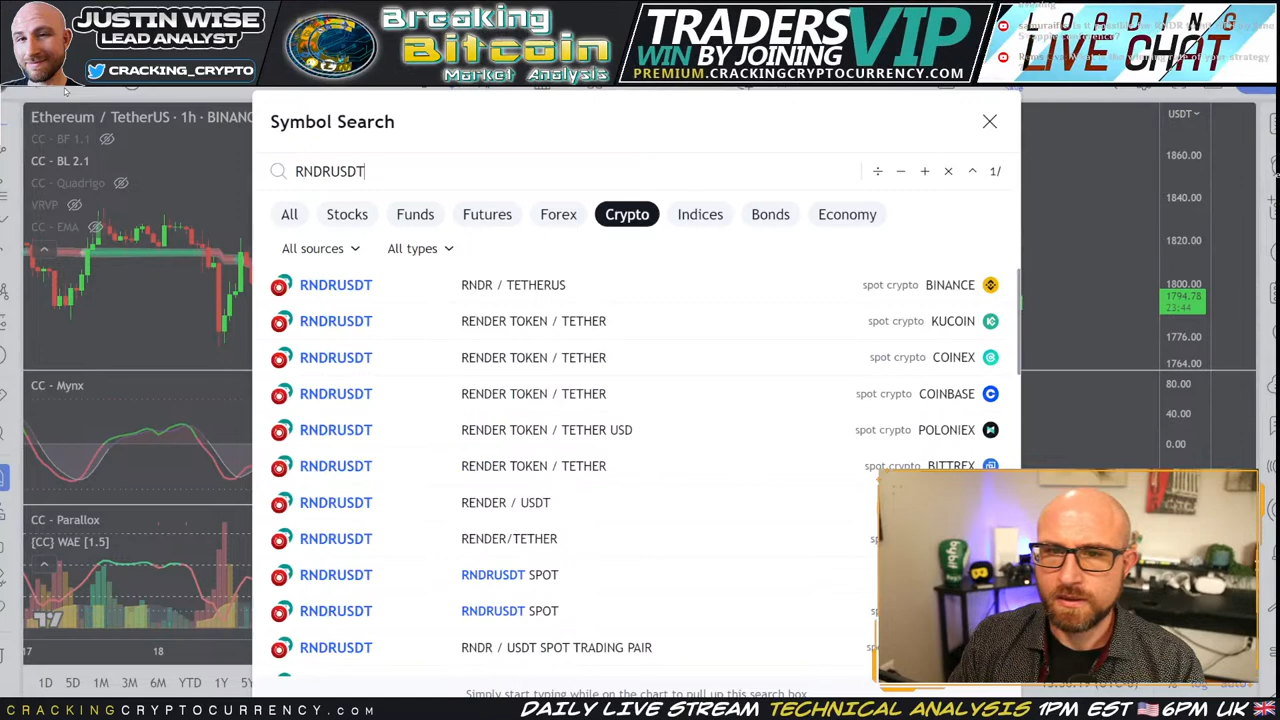 JUSTIN WISE
LEAD ANALYST
CRACKING_CRYPTO
Breaking
Bitcoin
Market Analysis
TRADERS VIP
WIN BY JOINING
PREMIUM.CRACKINGCRYPTOCURRENCY.COM
LOADING
LIVE CHAT
Ethereum / TetherUS · 1h · BINANC
CC - BF 1.1
CC - BL 2.1
CC - Quadrigo
VRVP
CC - EMA
CC - Mynx
CC - Parallox
{CC} WAE [1.5]
17
18
1D 5D 1M 3M 6M YTD 1Y 5Y
Symbol Search
RNDRUSDT
÷ − + × ^ 1/
All Stocks Funds Futures Forex Crypto Indices Bonds Economy
All sources All types
RNDRUSDT RNDR / TETHERUS spot crypto BINANCE
RNDRUSDT RENDER TOKEN / TETHER spot crypto KUCOIN
RNDRUSDT RENDER TOKEN / TETHER spot crypto COINEX
RNDRUSDT RENDER TOKEN / TETHER spot crypto COINBASE
RNDRUSDT RENDER TOKEN / TETHER USD spot crypto POLONIEX
RNDRUSDT RENDER TOKEN / TETHER spot crypto BITTREX
RNDRUSDT RENDER / USDT
RNDRUSDT RENDER/TETHER
RNDRUSDT RNDRUSDT SPOT
RNDRUSDT RNDRUSDT SPOT
RNDRUSDT RNDR / USDT SPOT TRADING PAIR
Simply start typing while on the chart to pull up this search box
USDT
1860.00
1840.00
1820.00
1800.00
1794.78
23:44
1776.00
1764.00
80.00
40.00
0.00
bybit
CRACKINGCRYPTOCURRENCY.com
DAILY LIVE STREAM TECHNICAL ANALYSIS 1PM EST 6PM UK